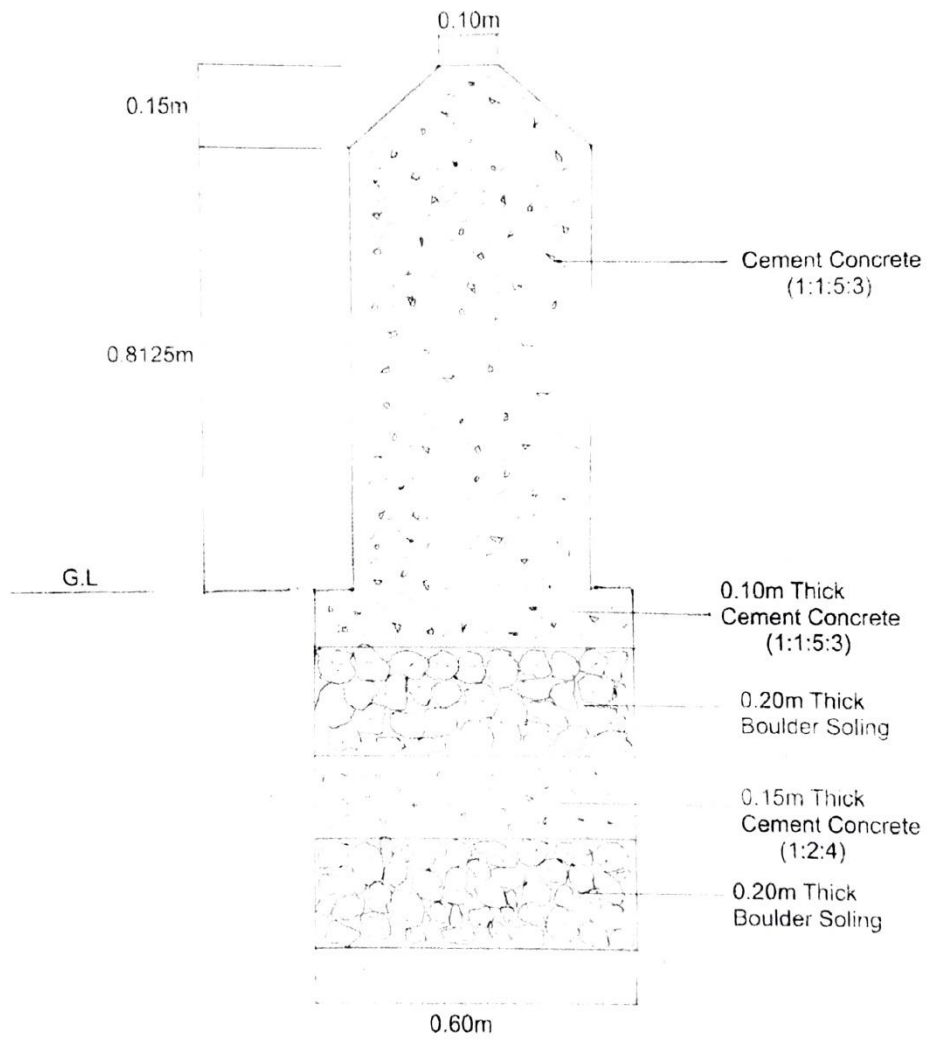 0.10m
0.15m
Cement Concrete
(1:1:5:3)
0.8125m
G.L
0.10m Thick
Cement Concrete
(1:1:5:3)
0.20m Thick
Boulder Soling
0.15m Thick
Cement Concrete
(1:2:4)
0.20m Thick
Boulder Soling
0.60m